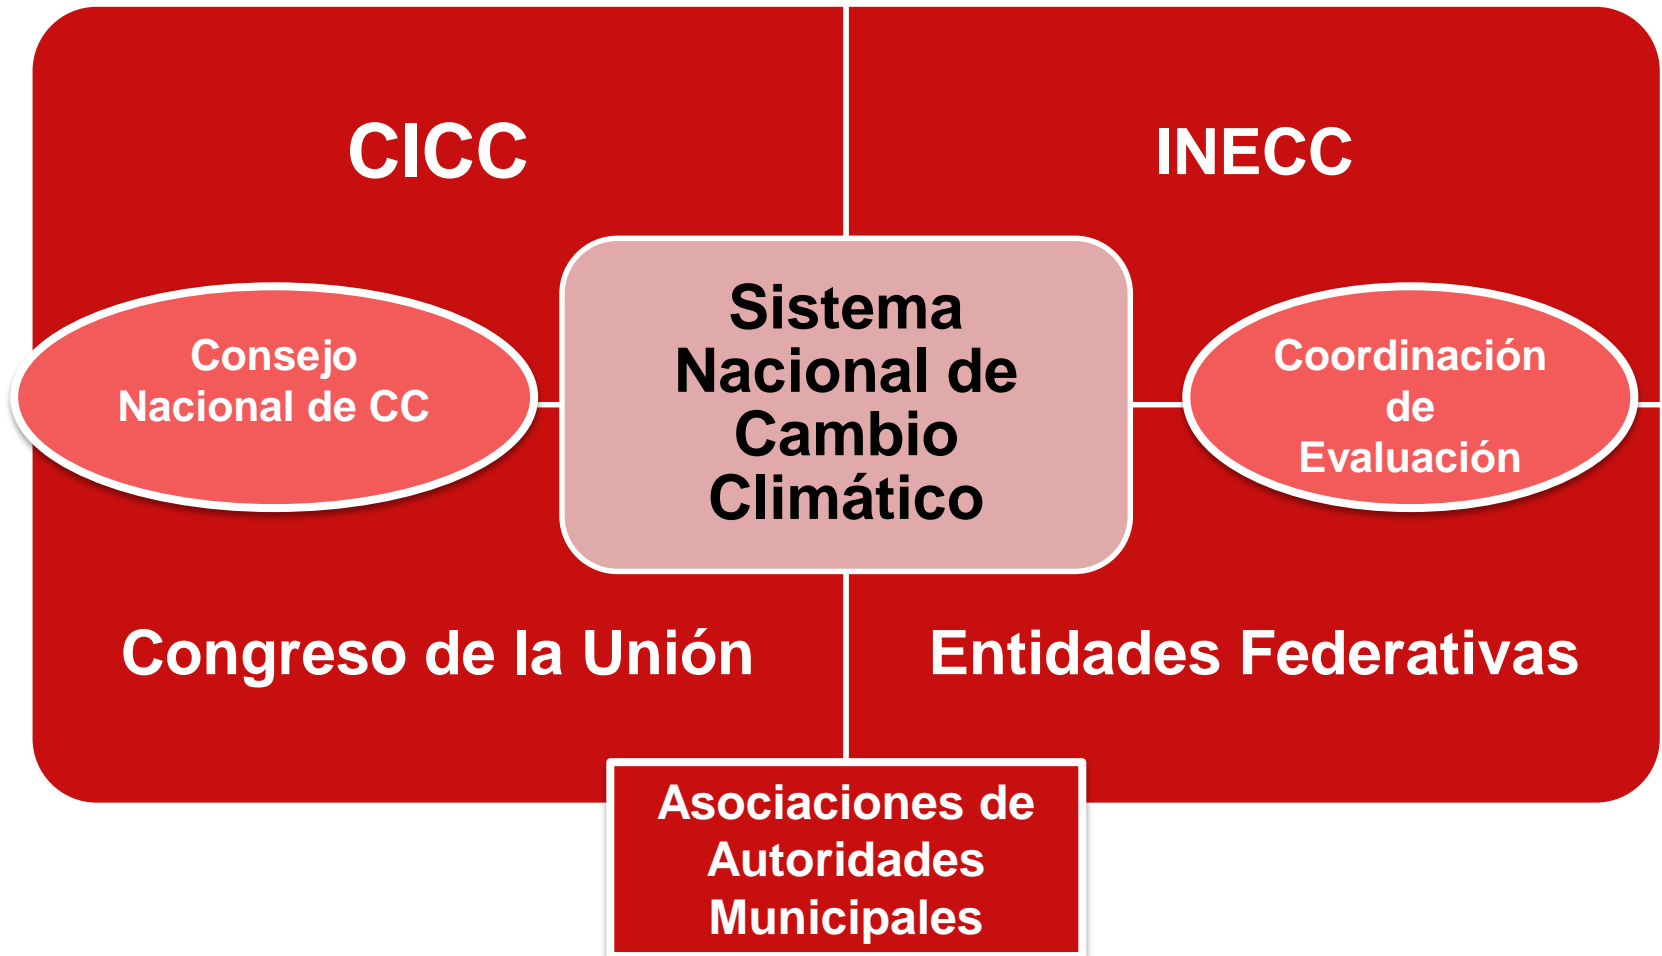 CICC
INECC
Consejo
Nacional de CC
Sistema
Nacional de
Cambio
Climático
Coordinación
de
Evaluación
Congreso de la Unión
Entidades Federativas
Asociaciones de
Autoridades
Municipales